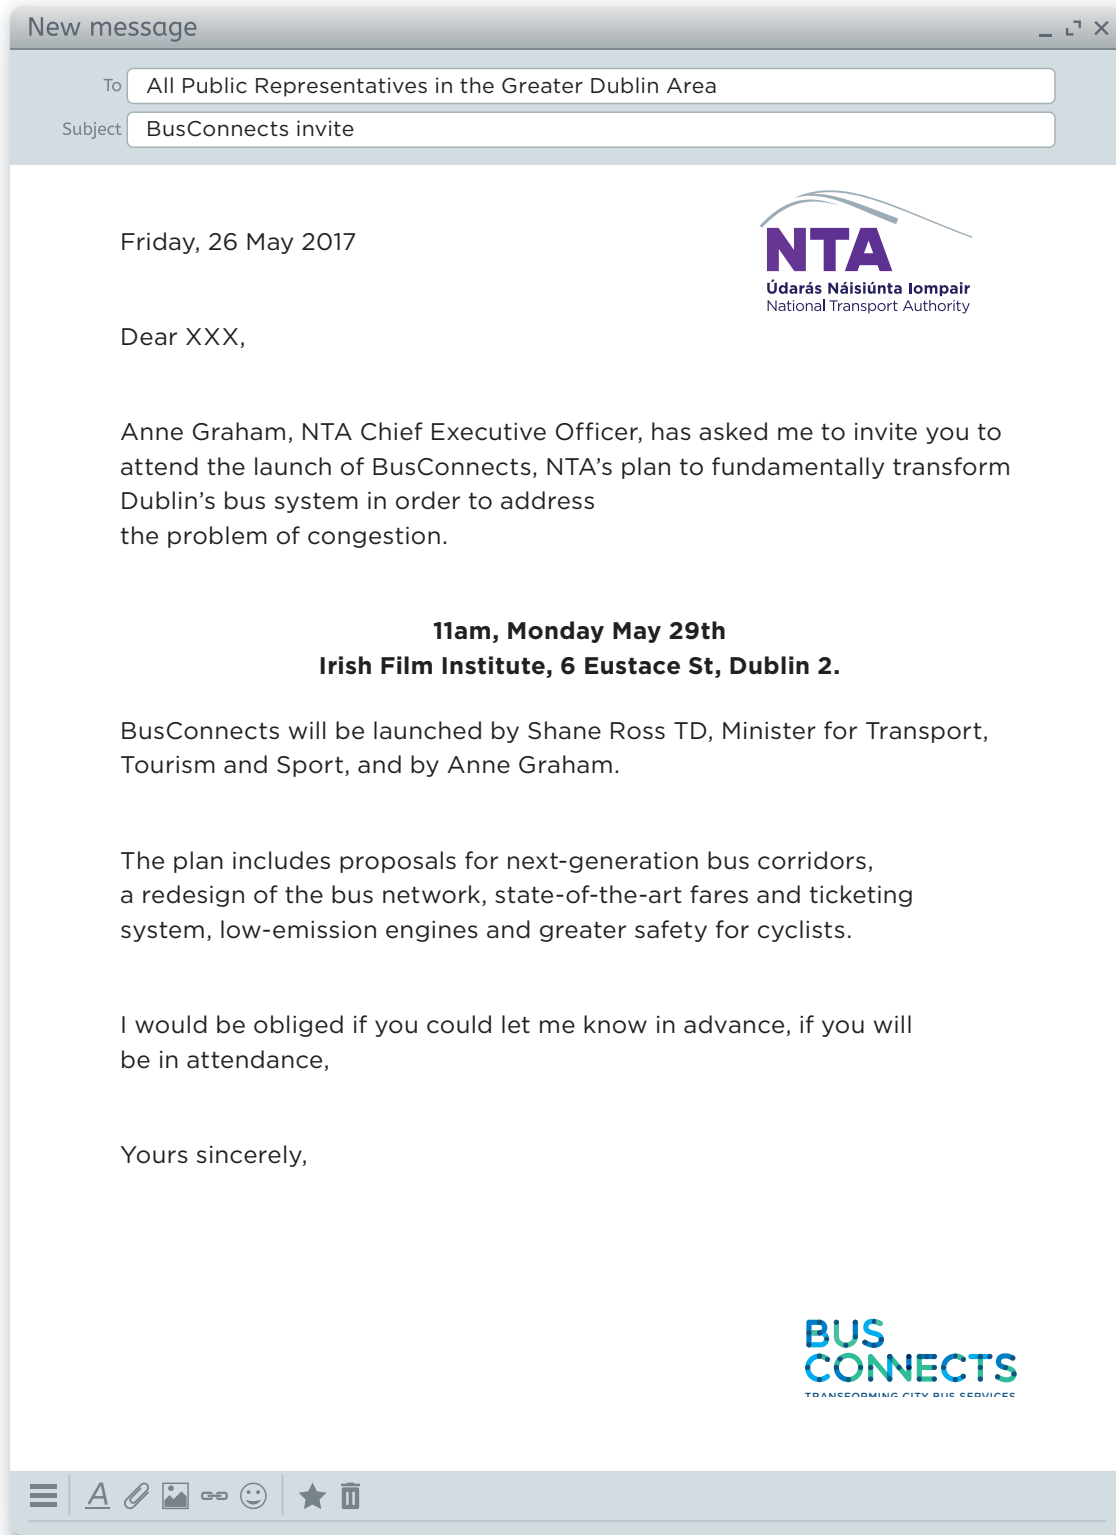 New message
To
All Public Representatives in the Greater Dublin Area
Subject
BusConnects invite
NTA
Údarás Náisiúnta Iompair
National Transport Authority
Friday, 26 May 2017
Dear XXX,
Anne Graham, NTA Chief Executive Officer, has asked me to invite you to
attend the launch of BusConnects, NTA's plan to fundamentally transform
Dublin's bus system in order to address
the problem of congestion.
11am, Monday May 29th
Irish Film Institute, 6 Eustace St, Dublin 2.
BusConnects will be launched by Shane Ross TD, Minister for Transport,
Tourism and Sport, and by Anne Graham.
The plan includes proposals for next-generation bus corridors,
a redesign of the bus network, state-of-the-art fares and ticketing
system, low-emission engines and greater safety for cyclists.
I would be obliged if you could let me know in advance, if you will
be in attendance,
Yours sincerely,
BUS
CONNECTS
TRANSFORMING CITY BUS SERVICES